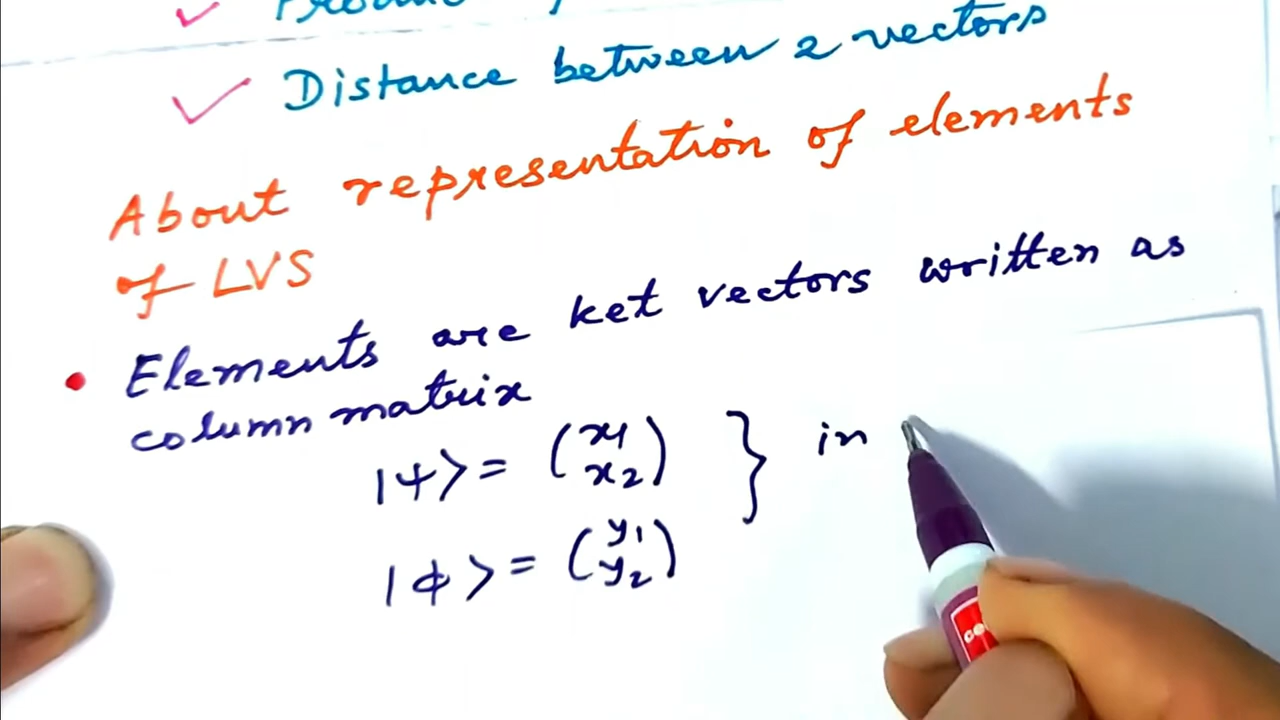 Distance between 2 vectors
About representation of elements
of LVS
• Elements are ket vectors written as
column matrix
|ψ> = (x1 x2) } in
|ϕ> = (y1 y2)